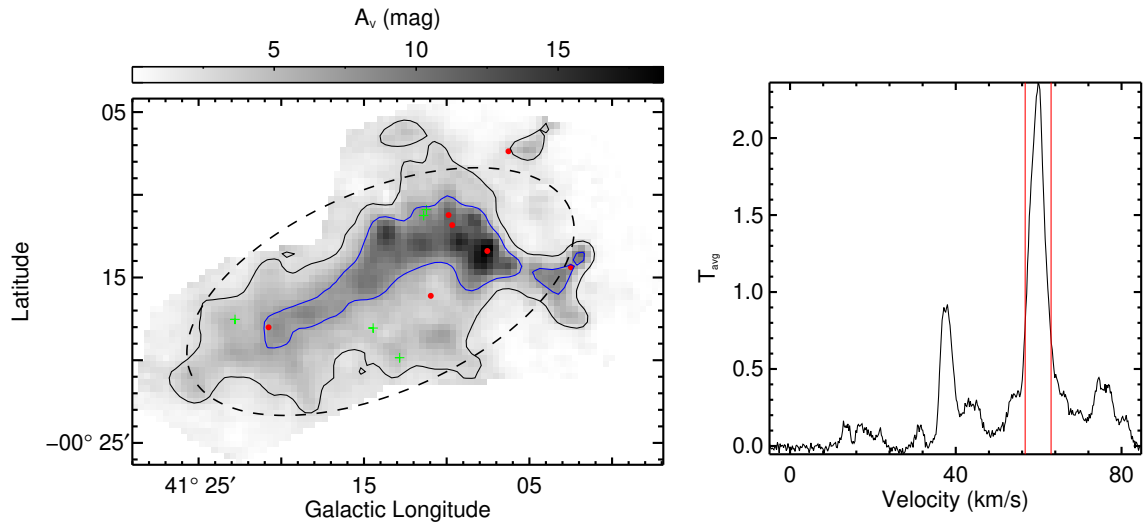 Aᵥ (mag)
5 10 15
05
15
−00° 25′
Latitude
41° 25′ 15 05
Galactic Longitude
2.0
1.5
1.0
0.5
0.0
T_avg
0 40 80
Velocity (km/s)